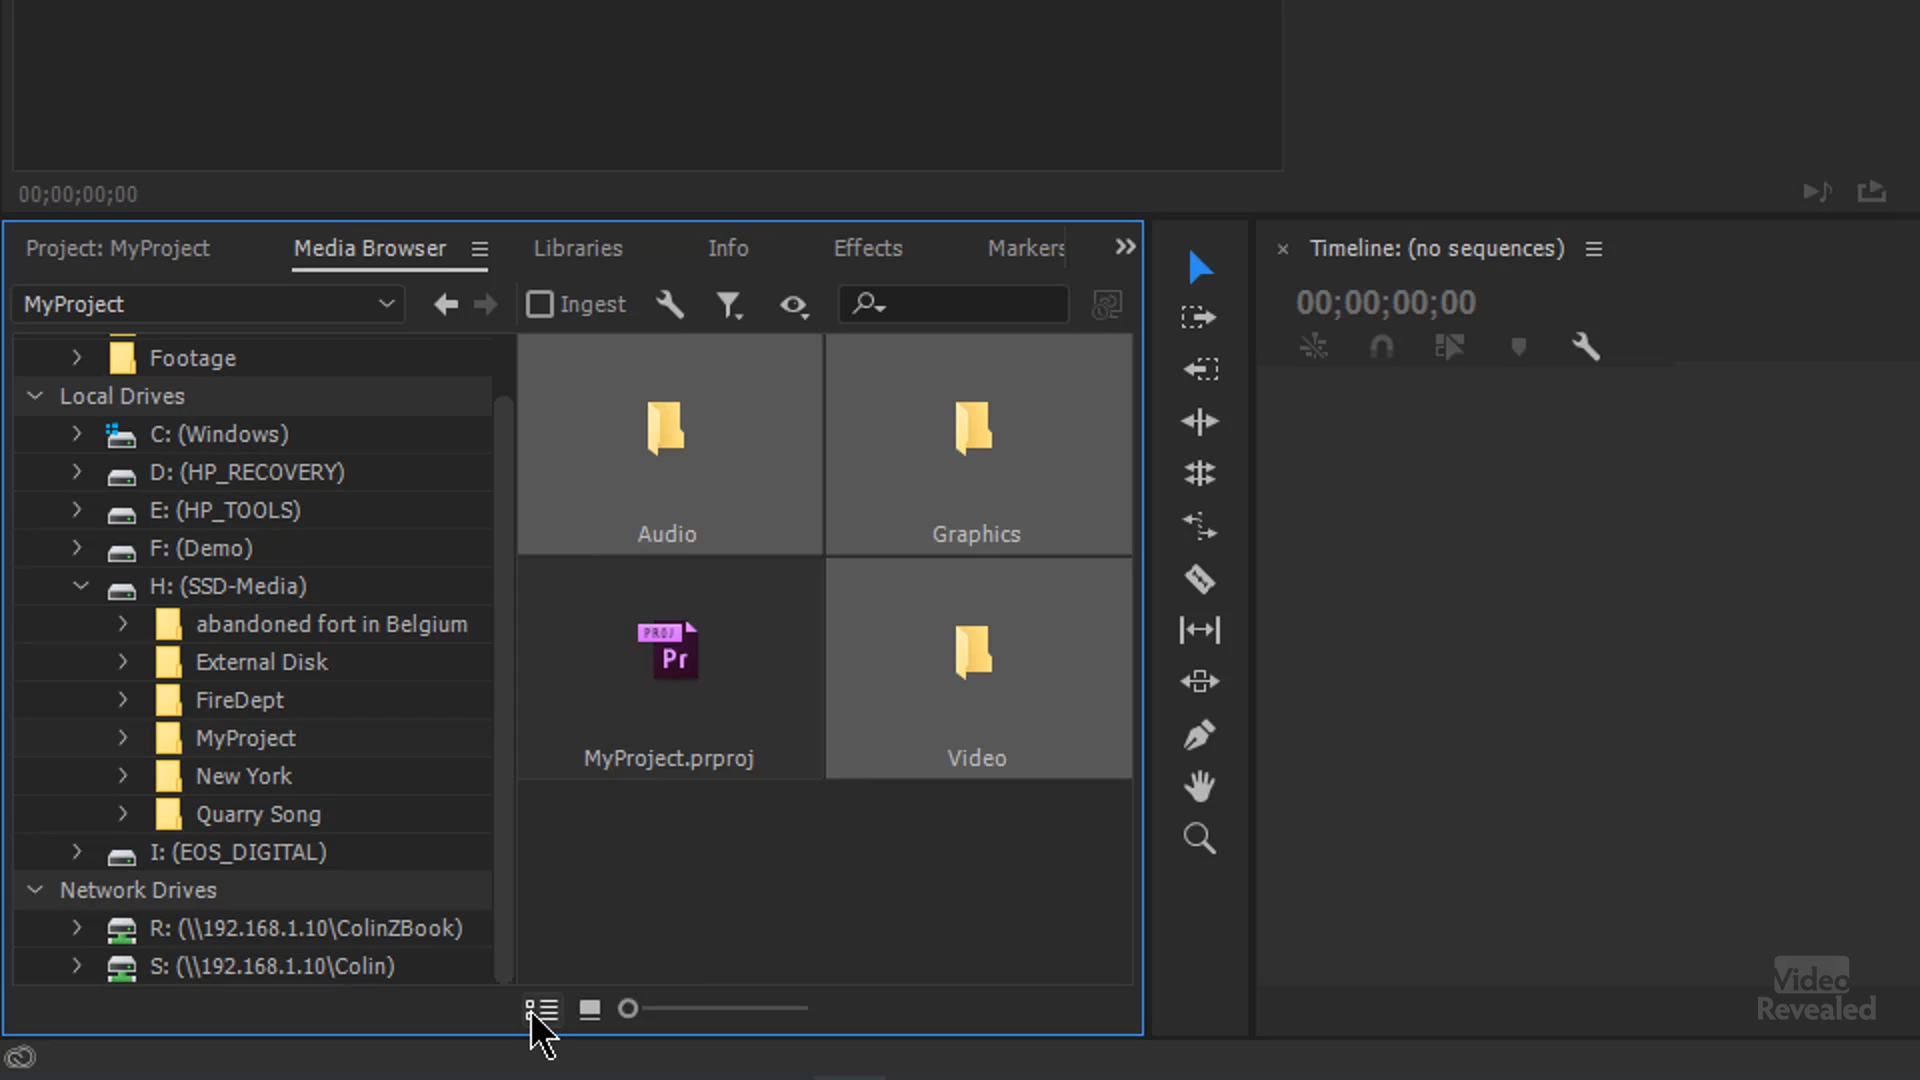 00;00;00;00
Project: MyProject
Media Browser
Libraries
Info
Effects
Markers
Timeline: (no sequences)
MyProject
Ingest
00;00;00;00
Footage
Local Drives
C: (Windows)
D: (HP_RECOVERY)
E: (HP_TOOLS)
F: (Demo)
H: (SSD-Media)
abandoned fort in Belgium
External Disk
FireDept
MyProject
New York
Quarry Song
I: (EOS_DIGITAL)
Network Drives
R: (\\192.168.1.10\ColinZBook)
S: (\\192.168.1.10\Colin)
Audio
Graphics
PROJ
Pr
MyProject.prproj
Video
Video
Revealed